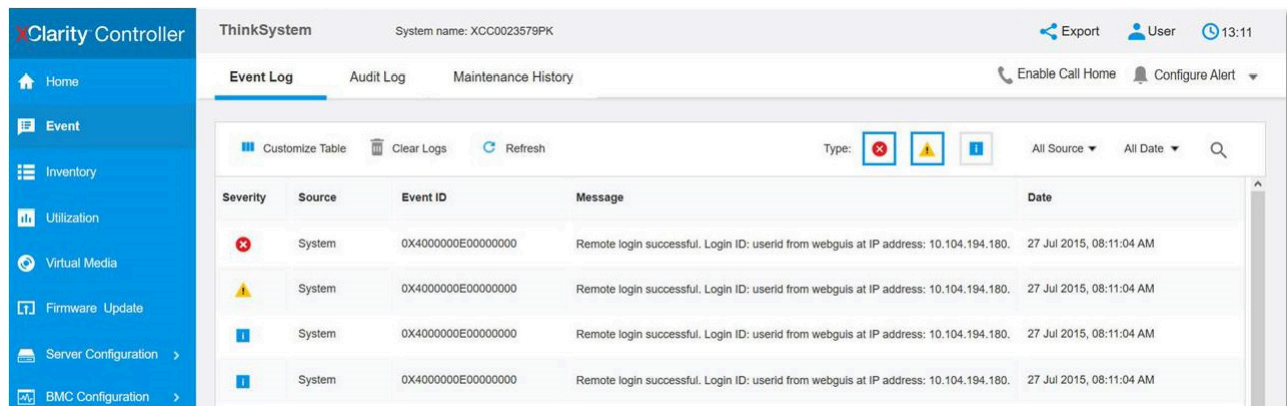 XClarity Controller
ThinkSystem System name: XCC0023579PK Export User 13:11
Home
Event Log Audit Log Maintenance History Enable Call Home Configure Alert
Event
Customize Table Clear Logs Refresh Type: All Source All Date
Inventory
Severity Source Event ID Message Date
Utilization
System 0X4000000E00000000 Remote login successful. Login ID: userid from webguis at IP address: 10.104.194.180. 27 Jul 2015, 08:11:04 AM
Virtual Media
System 0X4000000E00000000 Remote login successful. Login ID: userid from webguis at IP address: 10.104.194.180. 27 Jul 2015, 08:11:04 AM
Firmware Update
System 0X4000000E00000000 Remote login successful. Login ID: userid from webguis at IP address: 10.104.194.180. 27 Jul 2015, 08:11:04 AM
Server Configuration
System 0X4000000E00000000 Remote login successful. Login ID: userid from webguis at IP address: 10.104.194.180. 27 Jul 2015, 08:11:04 AM
BMC Configuration